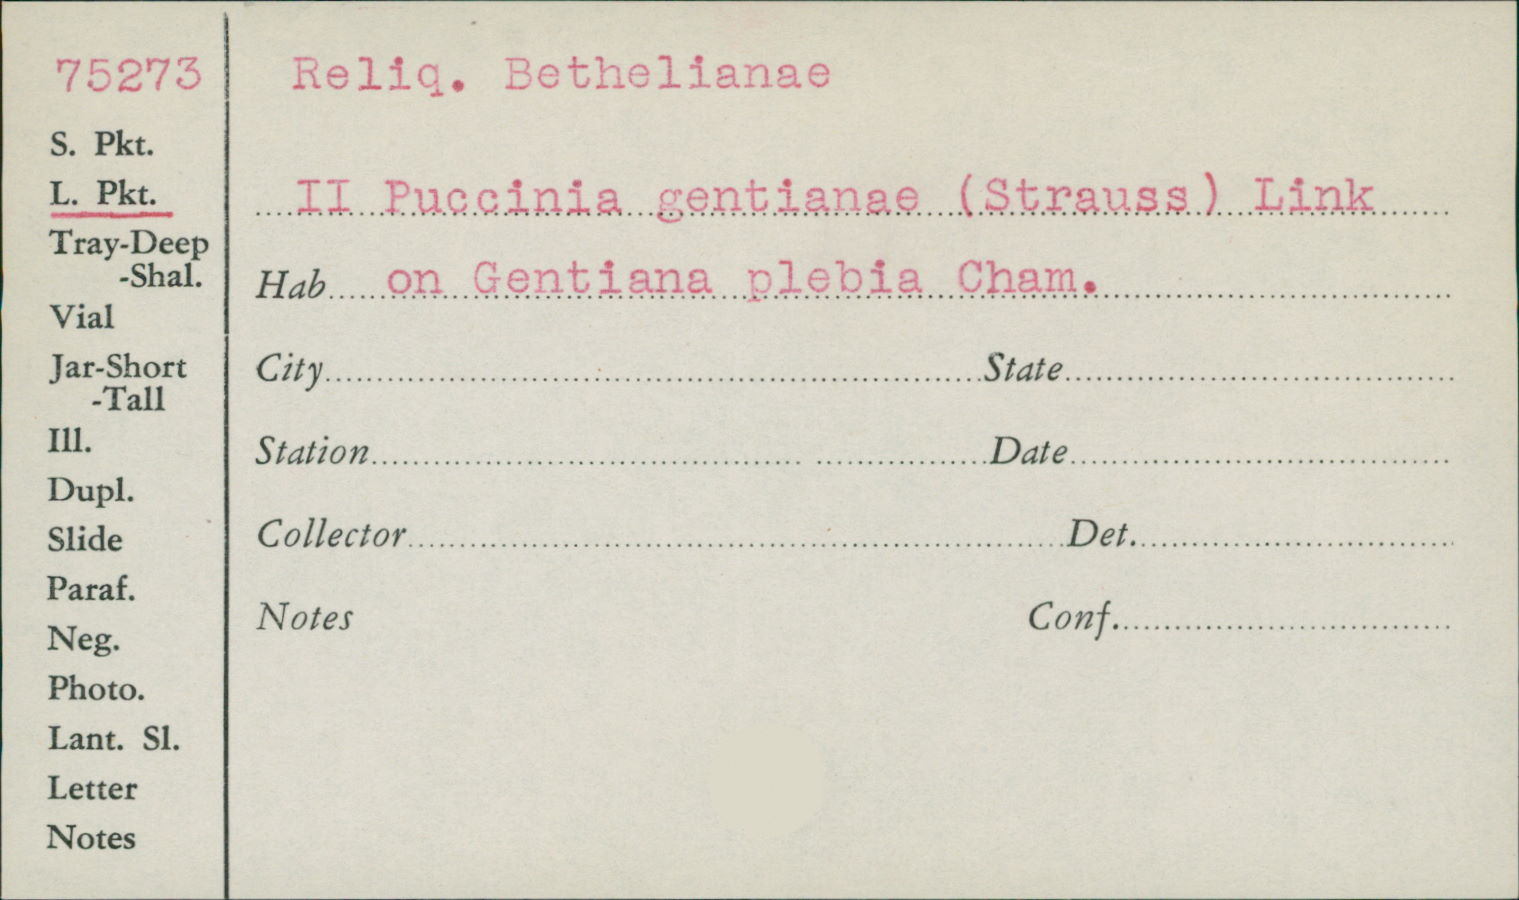 75273
Reliq. Bethelianae
S. Pkt.
L. Pkt.
II Puccinia gentianae (Strauss) Link
Tray-Deep
-Shal.
Hab on Gentiana plebia Cham.
Vial
Jar-Short
-Tall
City State
Ill.
Station Date
Dupl.
Slide
Collector Det.
Paraf.
Notes Conf.
Neg.
Photo.
Lant. Sl.
Letter
Notes